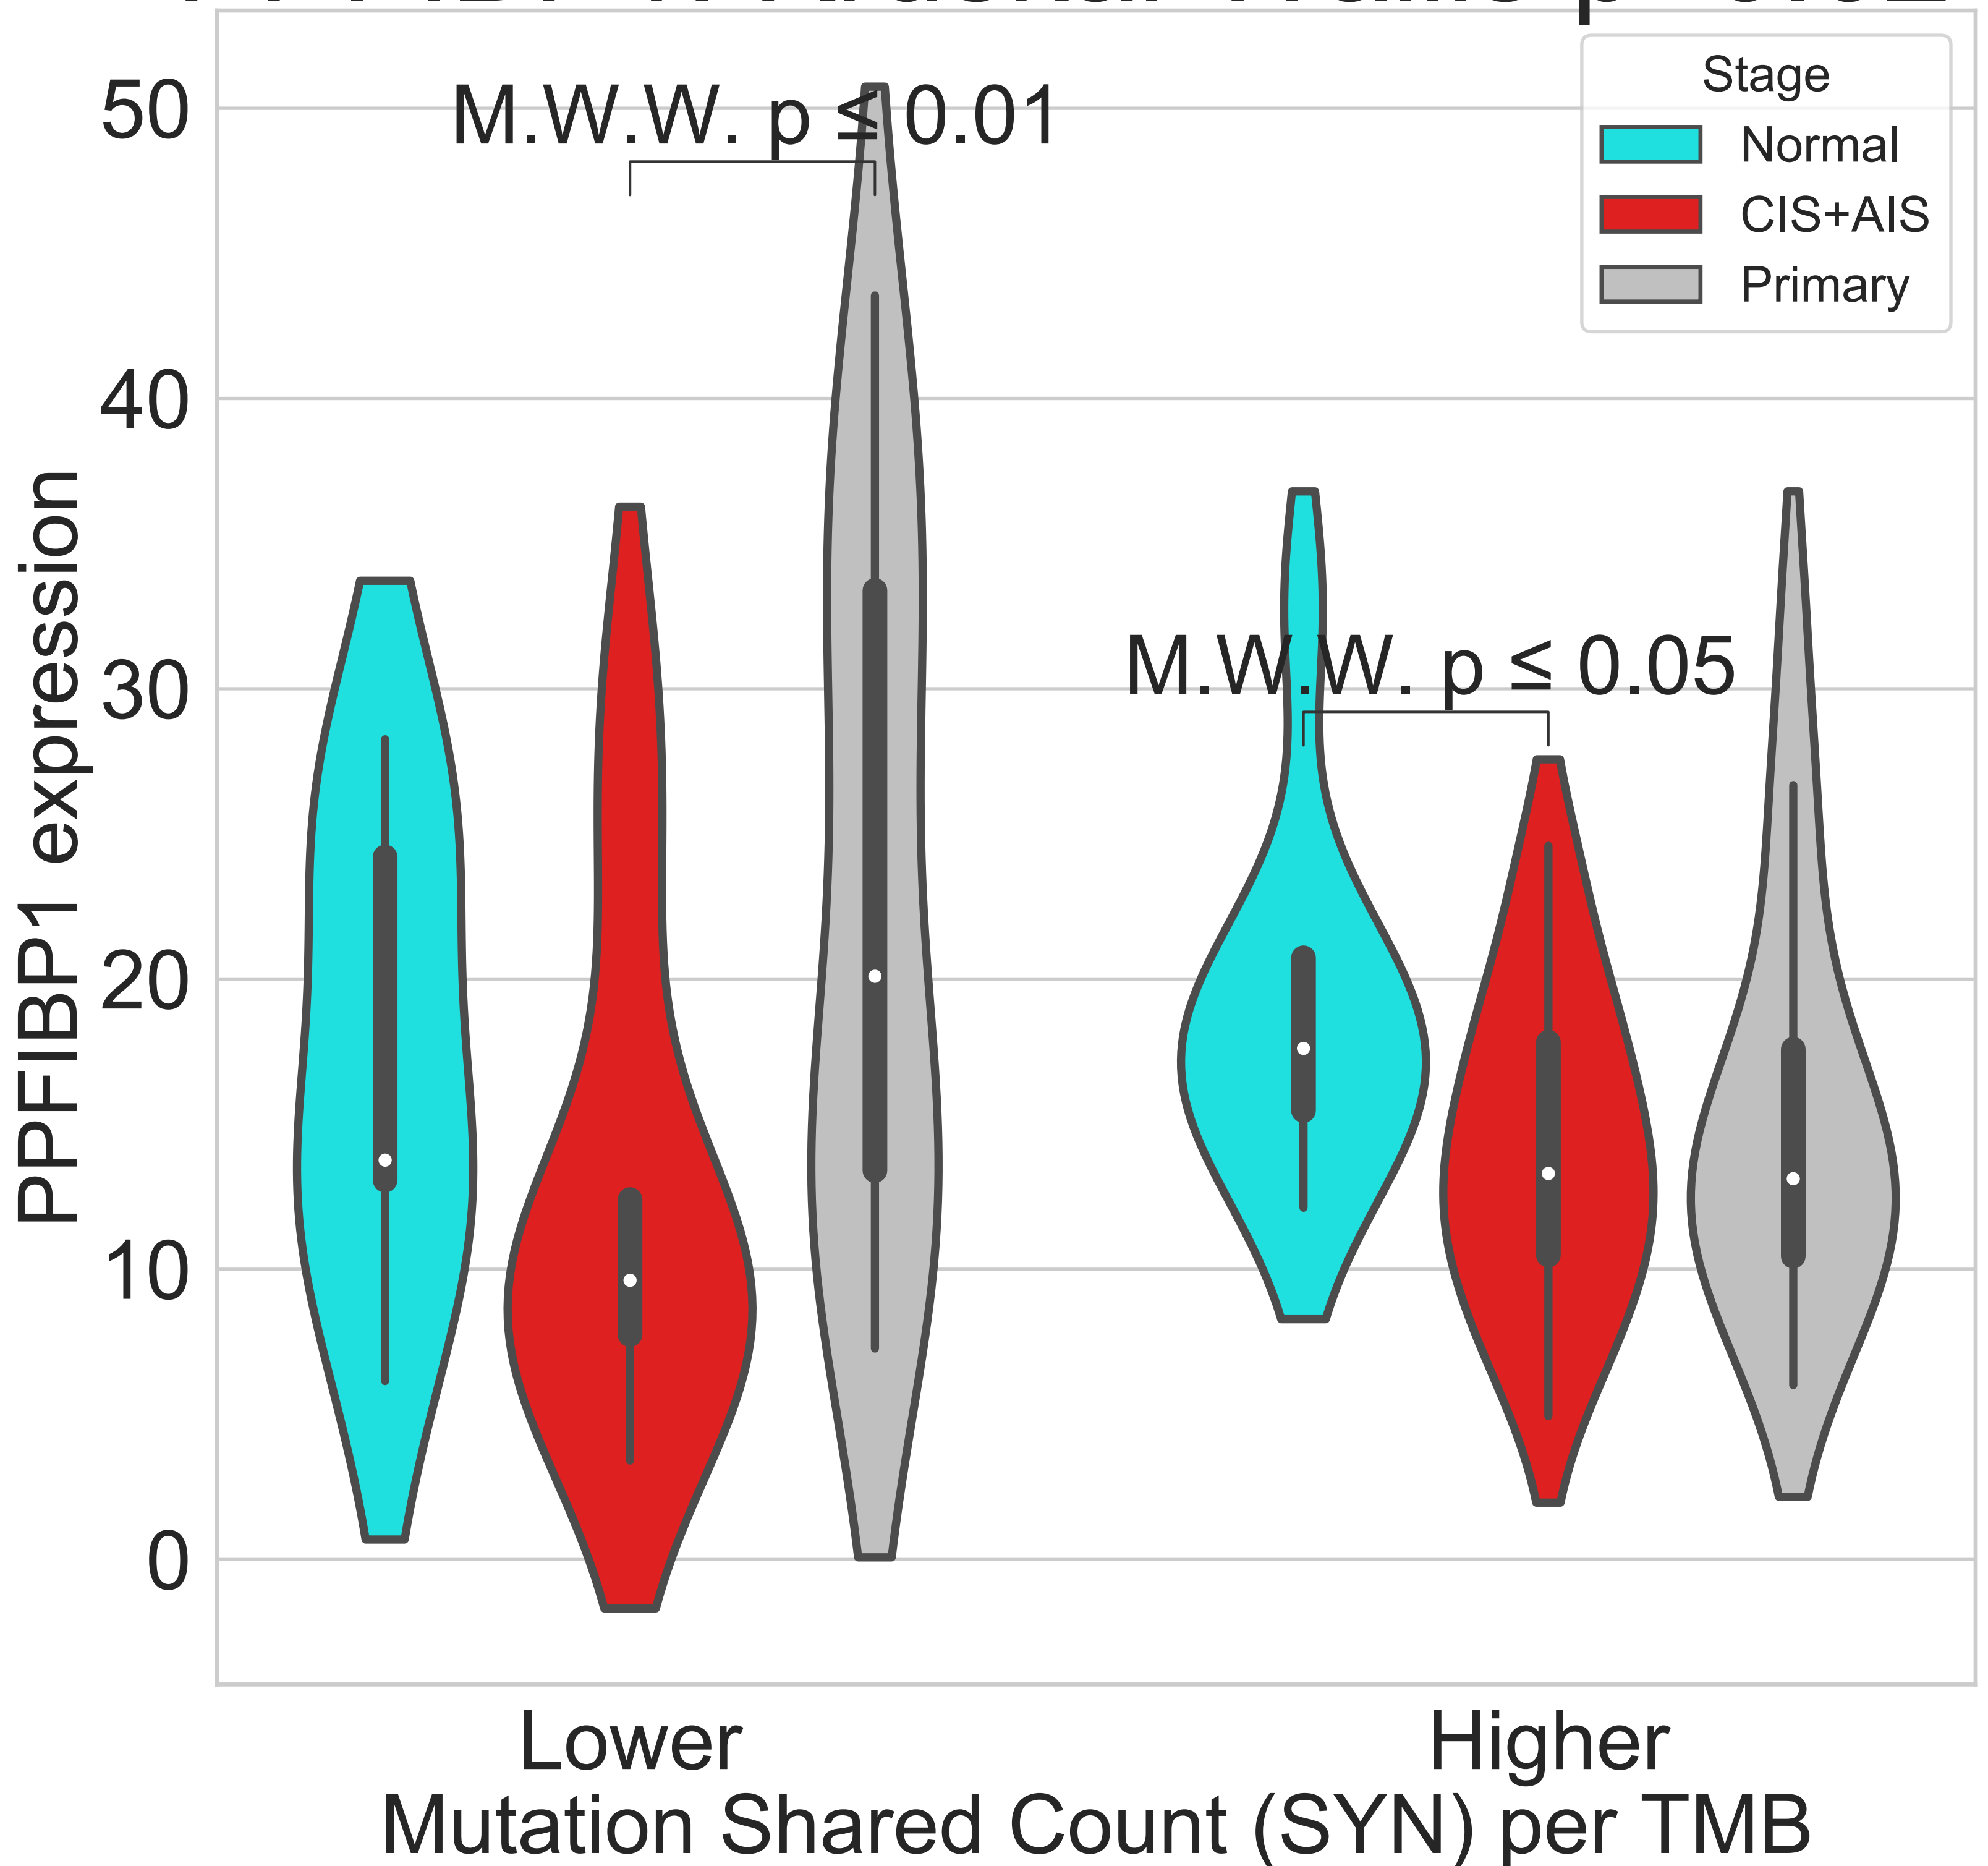 Stage
Normal
CIS+AIS
Primary
M.W.W. p ≤ 0.01
M.W.W. p ≤ 0.05
50
40
30
20
10
0
PPFIBP1 expression
Lower
Higher
Mutation Shared Count (SYN) per TMB